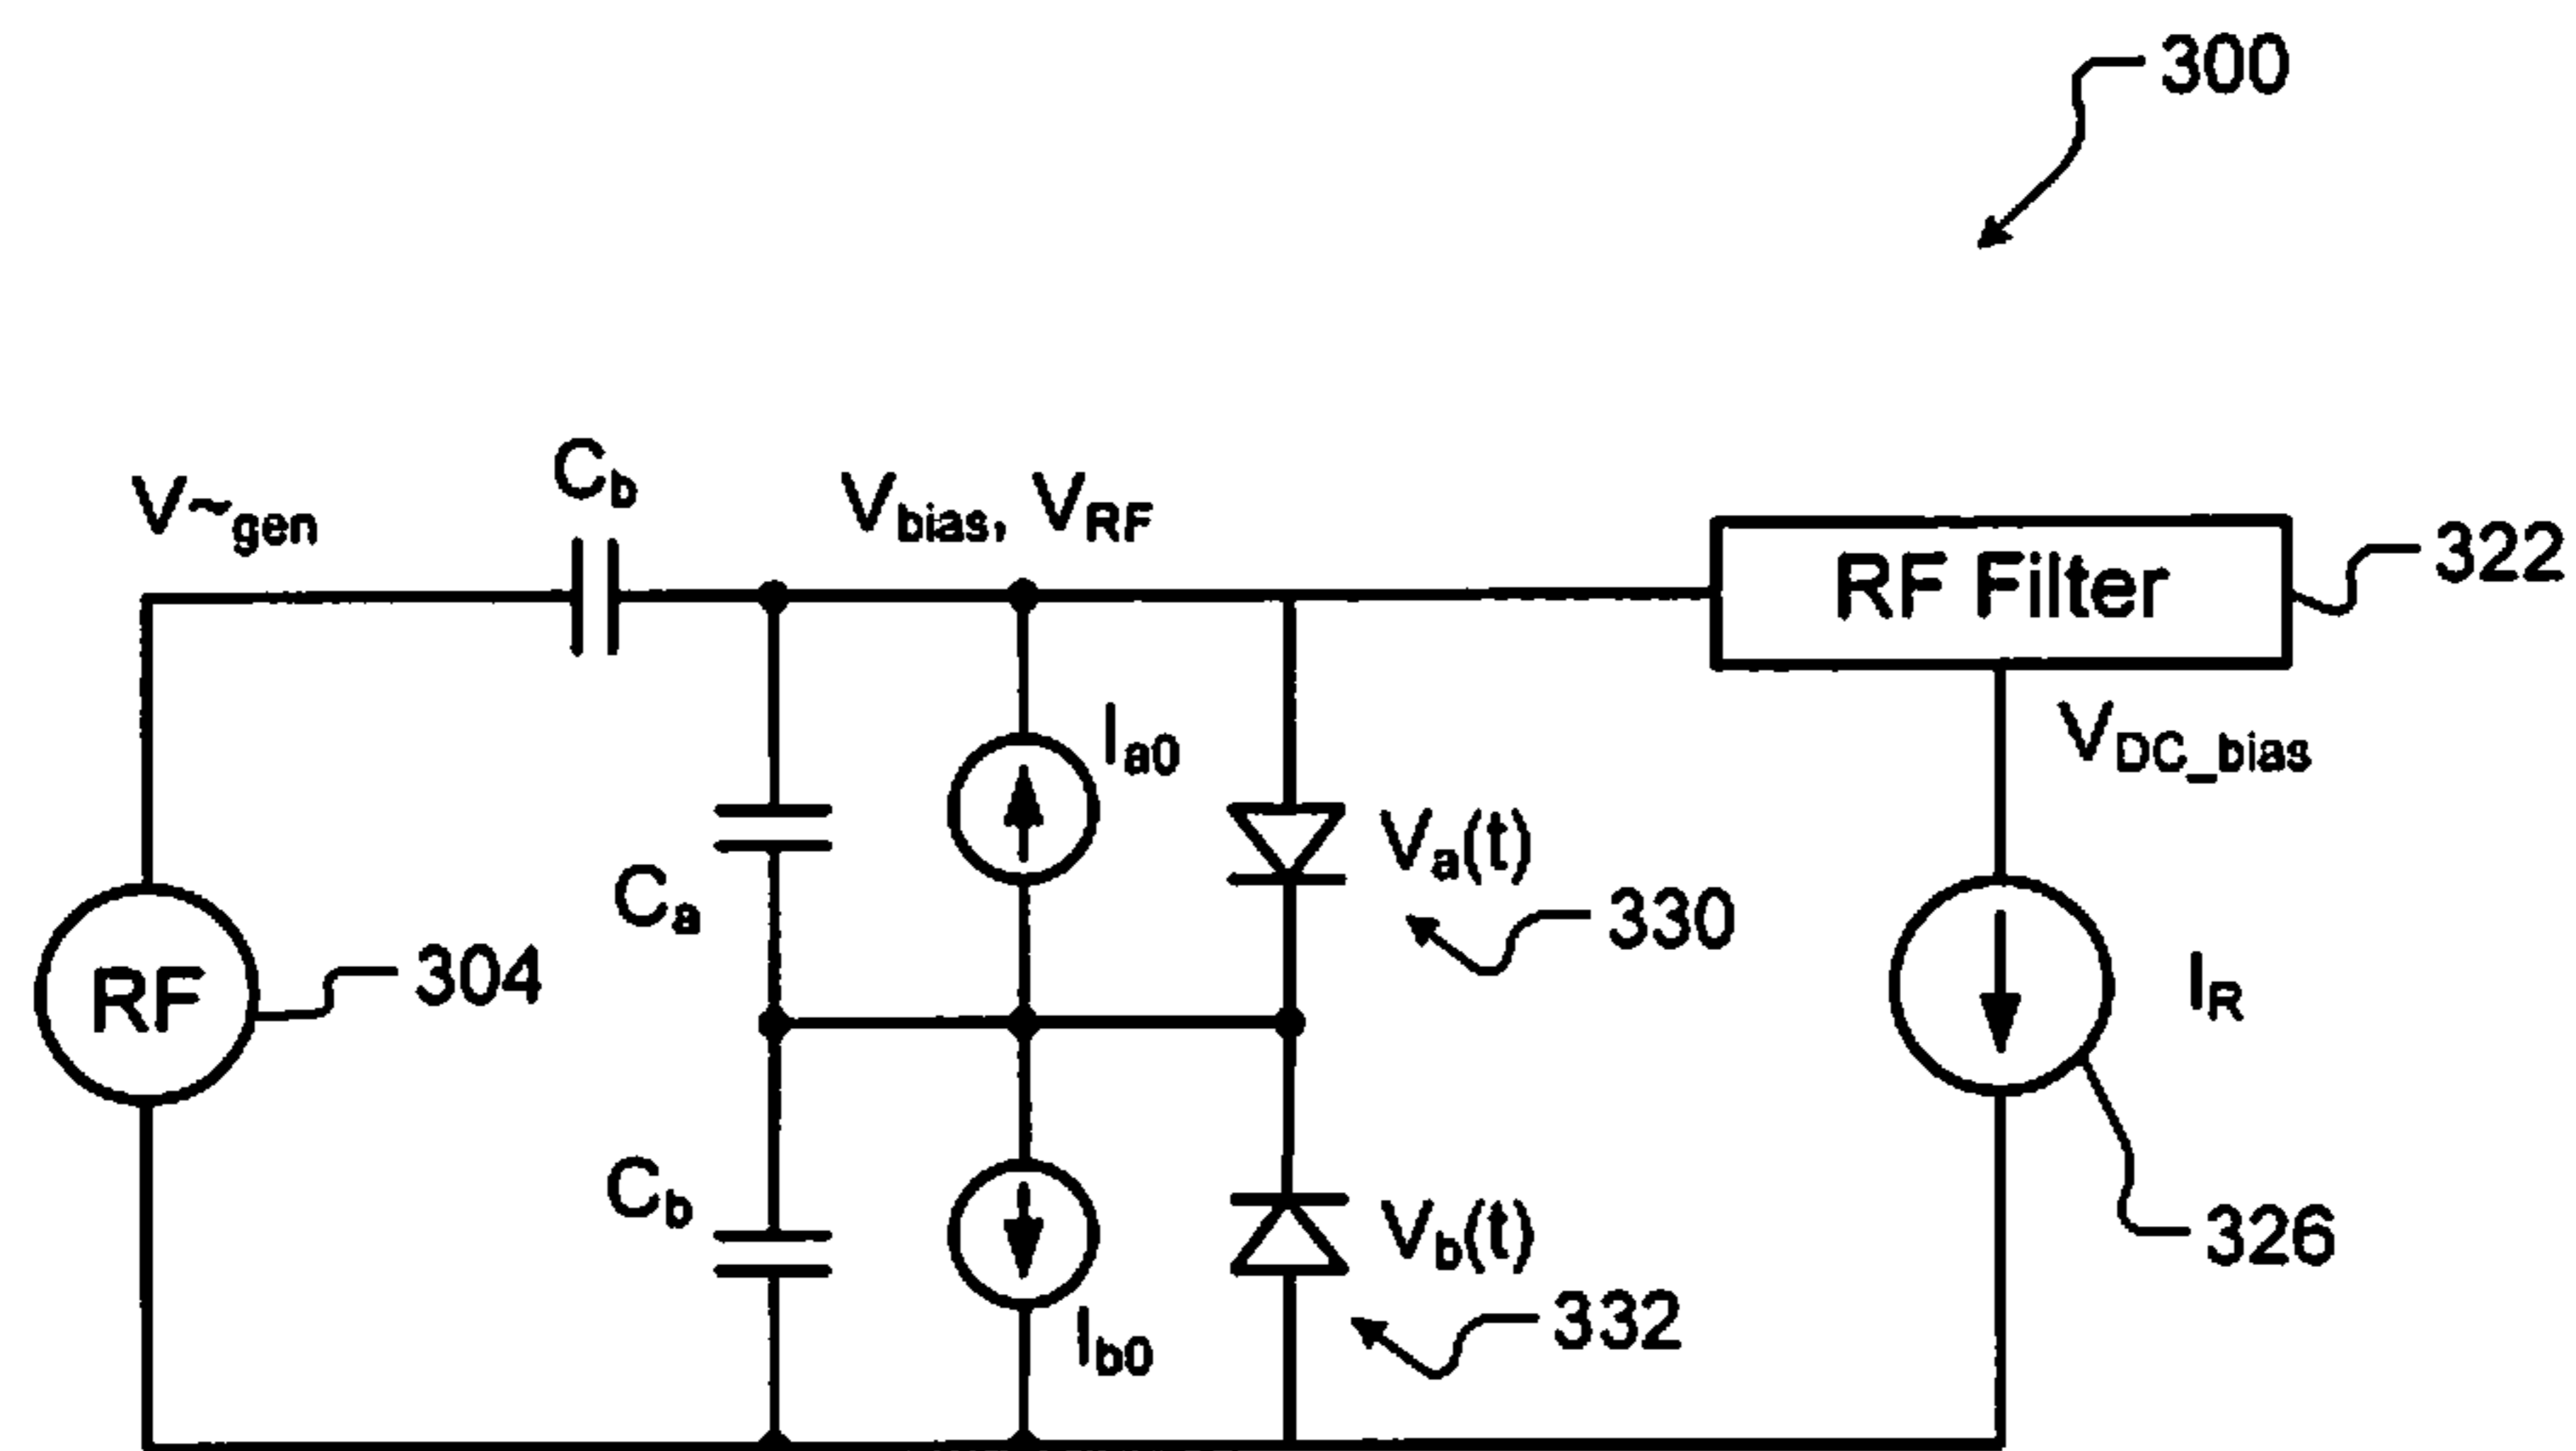 300
V~gen
Cb
Vbias, VRF
RF Filter
322
VDC_bias
Ia0
Ca
Va(t)
330
RF
304
IR
Cb
Ib0
Vb(t)
332
326